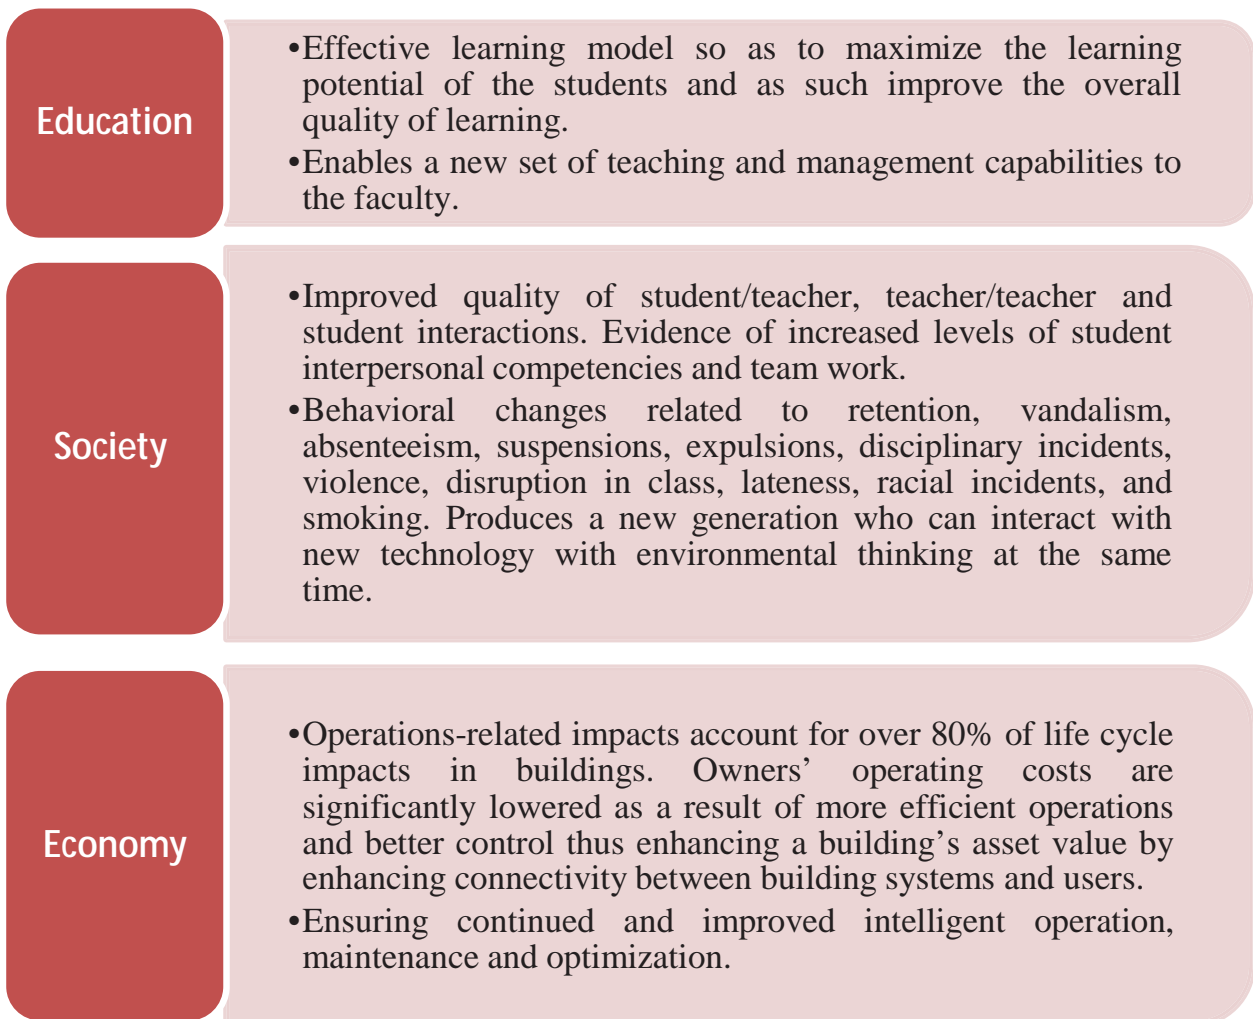 Education
•Effective learning model so as to maximize the learning
potential of the students and as such improve the overall
quality of learning.
•Enables a new set of teaching and management capabilities to
the faculty.
Society
•Improved quality of student/teacher, teacher/teacher and
student interactions. Evidence of increased levels of student
interpersonal competencies and team work.
•Behavioral changes related to retention, vandalism,
absenteeism, suspensions, expulsions, disciplinary incidents,
violence, disruption in class, lateness, racial incidents, and
smoking. Produces a new generation who can interact with
new technology with environmental thinking at the same
time.
Economy
•Operations-related impacts account for over 80% of life cycle
impacts in buildings. Owners’ operating costs are
significantly lowered as a result of more efficient operations
and better control thus enhancing a building’s asset value by
enhancing connectivity between building systems and users.
•Ensuring continued and improved intelligent operation,
maintenance and optimization.